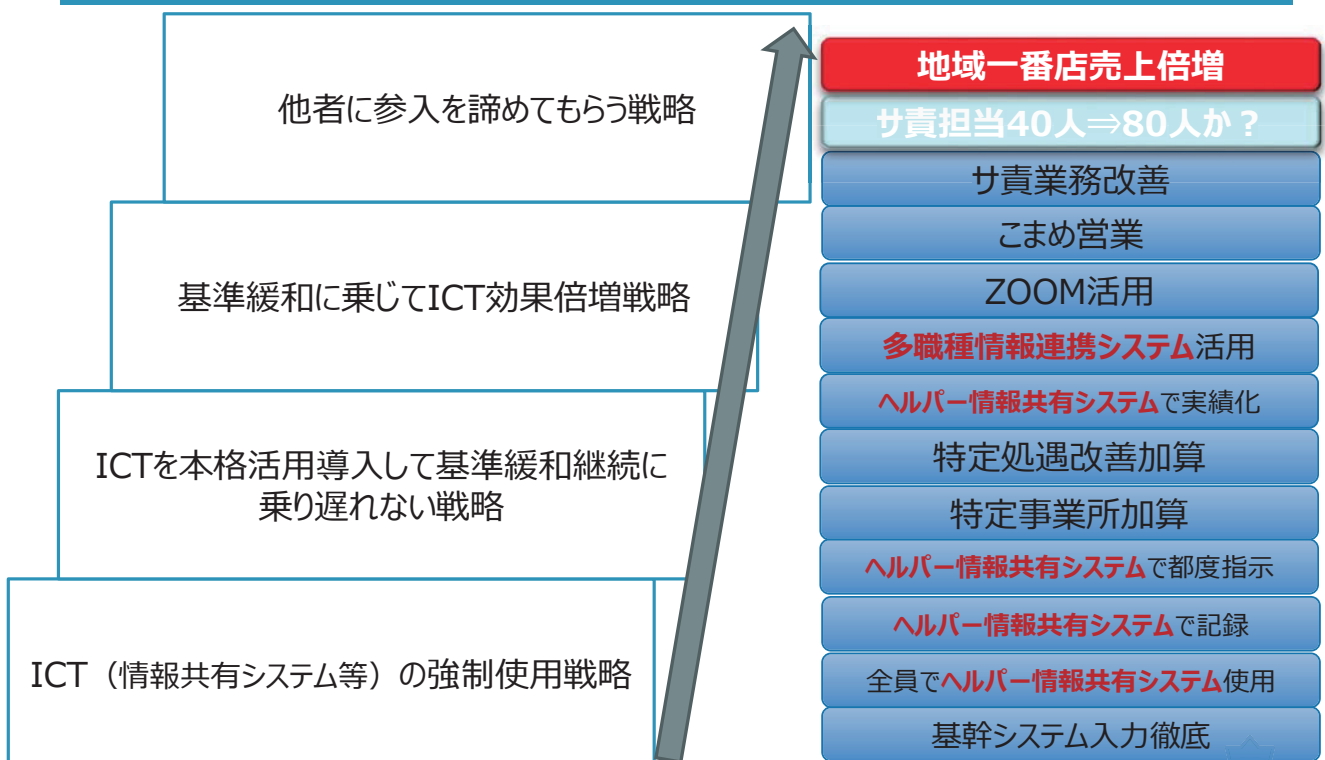 他者に参入を諦めてもらう戦略
基準緩和に乗じてICT効果倍増戦略
ICTを本格活用導入して基準緩和継続に
乗り遅れない戦略
ICT（情報共有システム等）の強制使用戦略
地域一番店売上倍増
サ責担当40人⇒80人か？
サ責業務改善
こまめ営業
ZOOM活用
多職種情報連携システム活用
ヘルパー情報共有システムで実績化
特定処遇改善加算
特定事業所加算
ヘルパー情報共有システムで都度指示
ヘルパー情報共有システムで記録
全員でヘルパー情報共有システム使用
基幹システム入力徹底